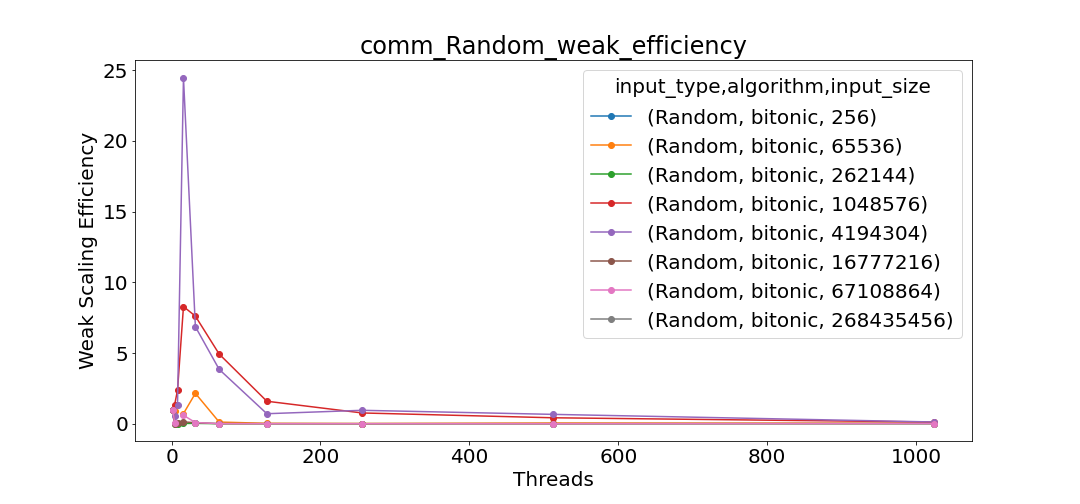 comm_Random_weak_efficiency
Weak Scaling Efficiency
25
20
15
10
5
0
input_type,algorithm,input_size
(Random, bitonic, 256)
(Random, bitonic, 65536)
(Random, bitonic, 262144)
(Random, bitonic, 1048576)
(Random, bitonic, 4194304)
(Random, bitonic, 16777216)
(Random, bitonic, 67108864)
(Random, bitonic, 268435456)
0 200 400 600 800 1000
Threads